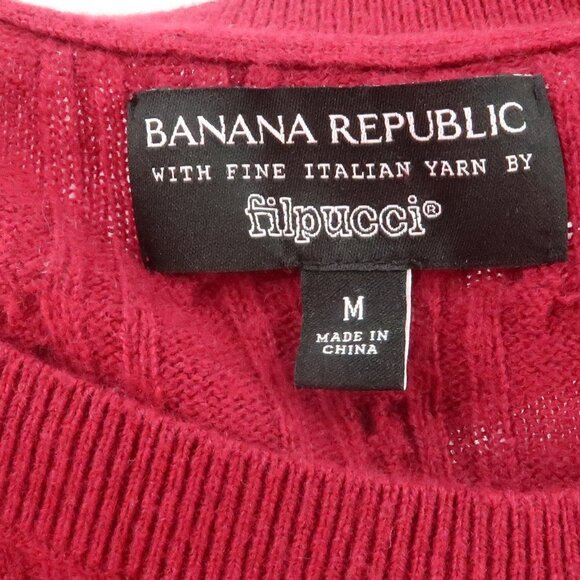 BANANA REPUBLIC
WITH FINE ITALIAN YARN BY
filpucci®
M
MADE IN
CHINA